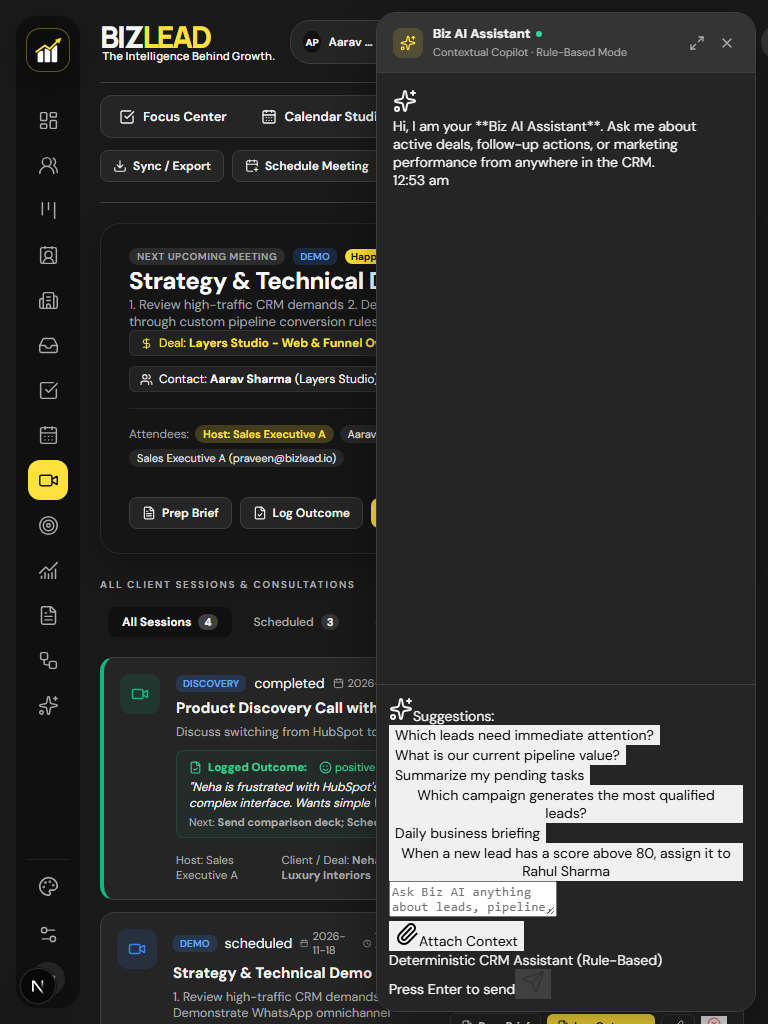 BIZLEAD
The Intelligence Behind Growth.
AP Aarav ...
Focus Center
Calendar Studi
Sync / Export
Schedule Meeting
NEXT UPCOMING MEETING DEMO Happ
Strategy & Technical D
1. Review high-traffic CRM demands 2. De
through custom pipeline conversion rules
Deal: Layers Studio - Web & Funnel O
Contact: Aarav Sharma (Layers Studio)
Attendees: Host: Sales Executive A Aarav
Sales Executive A (praveen@bizlead.io)
Prep Brief
Log Outcome
ALL CLIENT SESSIONS & CONSULTATIONS
All Sessions 4
Scheduled 3
DISCOVERY completed 2026-
Product Discovery Call with
Discuss switching from HubSpot to
Logged Outcome: positive
"Neha is frustrated with HubSpot's
complex interface. Wants simple
Next: Send comparison deck; Sched
Host: Sales
Executive A
Client / Deal: Neha
Luxury Interiors
DEMO scheduled 2026-
11-18
Strategy & Technical Demo
1. Review high-traffic CRM demands
Demonstrate WhatsApp omnichannel
N
Biz AI Assistant
Contextual Copilot · Rule-Based Mode
Hi, I am your **Biz AI Assistant**. Ask me about
active deals, follow-up actions, or marketing
performance from anywhere in the CRM.
12:53 am
Suggestions:
Which leads need immediate attention?
What is our current pipeline value?
Summarize my pending tasks
Which campaign generates the most qualified
leads?
Daily business briefing
When a new lead has a score above 80, assign it to
Rahul Sharma
Ask Biz AI anything
about leads, pipeline,
Attach Context
Deterministic CRM Assistant (Rule-Based)
Press Enter to send